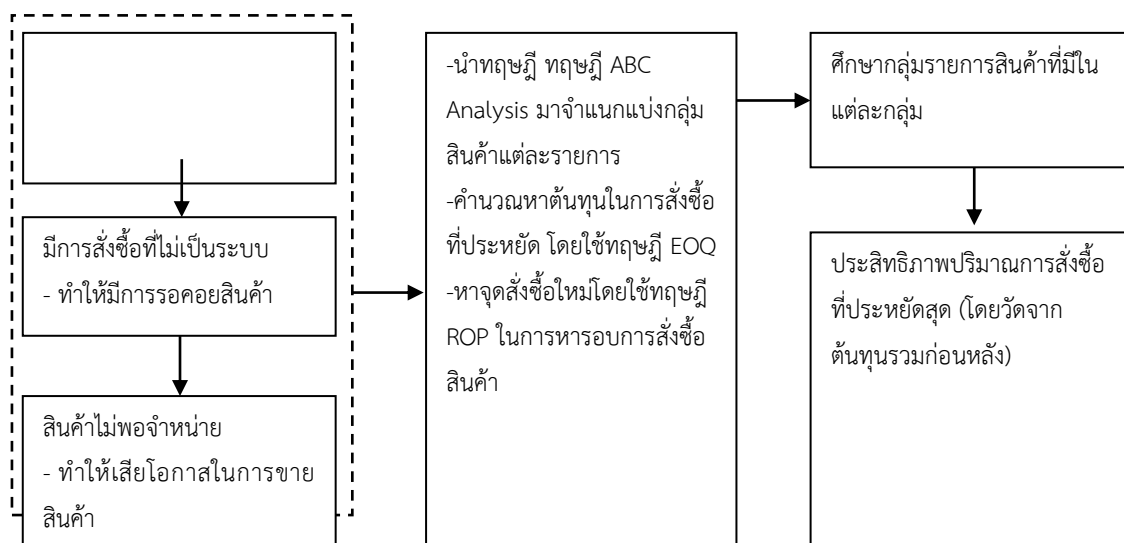 มีการสั่งซื้อที่ไม่เป็นระบบ
- ทำให้มีการรอคอยสินค้า
สินค้าไม่พอจำหน่าย
- ทำให้เสียโอกาสในการขาย
สินค้า
-นำทฤษฎี ทฤษฎี ABC
Analysis มาจำแนกแบ่งกลุ่ม
สินค้าแต่ละรายการ
-คำนวณหาต้นทุนในการสั่งซื้อ
ที่ประหยัด โดยใช้ทฤษฎี EOQ
-หาจุดสั่งซื้อใหม่โดยใช้ทฤษฎี
ROP ในการหารอบการสั่งซื้อ
สินค้า
ศึกษากลุ่มรายการสินค้าที่มีใน
แต่ละกลุ่ม
ประสิทธิภาพปริมาณการสั่งซื้อ
ที่ประหยัดสุด (โดยวัดจาก
ต้นทุนรวมก่อนหลัง)